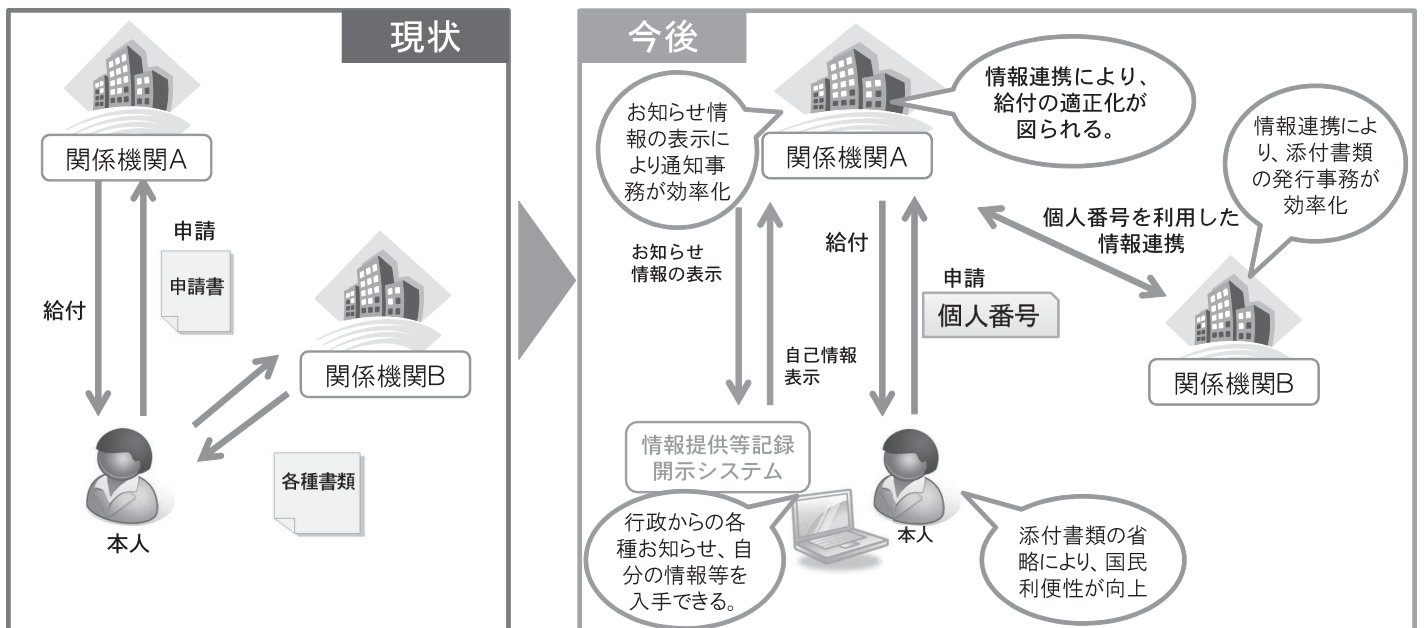 現状
関係機関A
申請
申請書
給付
関係機関B
各種書類
本人
今後
お知らせ情
報の表示に
より通知事
務が効率化
関係機関A
情報連携により、
給付の適正化が
図られる。
情報連携によ
り、添付書類
の発行事務が
効率化
お知らせ
情報の表示
給付
申請
個人番号
個人番号を利用した
情報連携
自己情報
表示
関係機関B
情報提供等記録
開示システム
行政からの各
種お知らせ、自
分の情報等を
入手できる。
本人
添付書類の省
略により、国民
利便性が向上